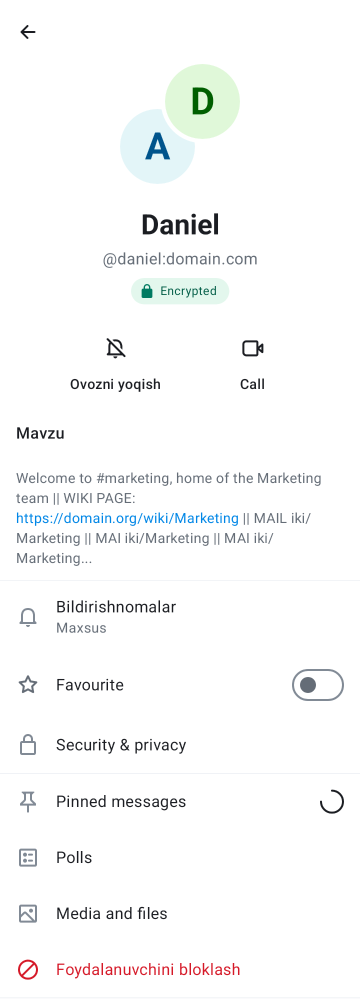 D
A
Daniel
@daniel:domain.com
Encrypted
Ovozni yoqish
Call
Mavzu
Welcome to #marketing, home of the Marketing
team || WIKI PAGE:
https://domain.org/wiki/Marketing || MAIL iki/
Marketing || MAI iki/Marketing || MAI iki/
Marketing...
Bildirishnomalar
Maxsus
Favourite
Security & privacy
Pinned messages
Polls
Media and files
Foydalanuvchini bloklash